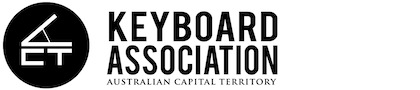 CT
KEYBOARD
ASSOCIATION
AUSTRALIAN CAPITAL TERRITORY